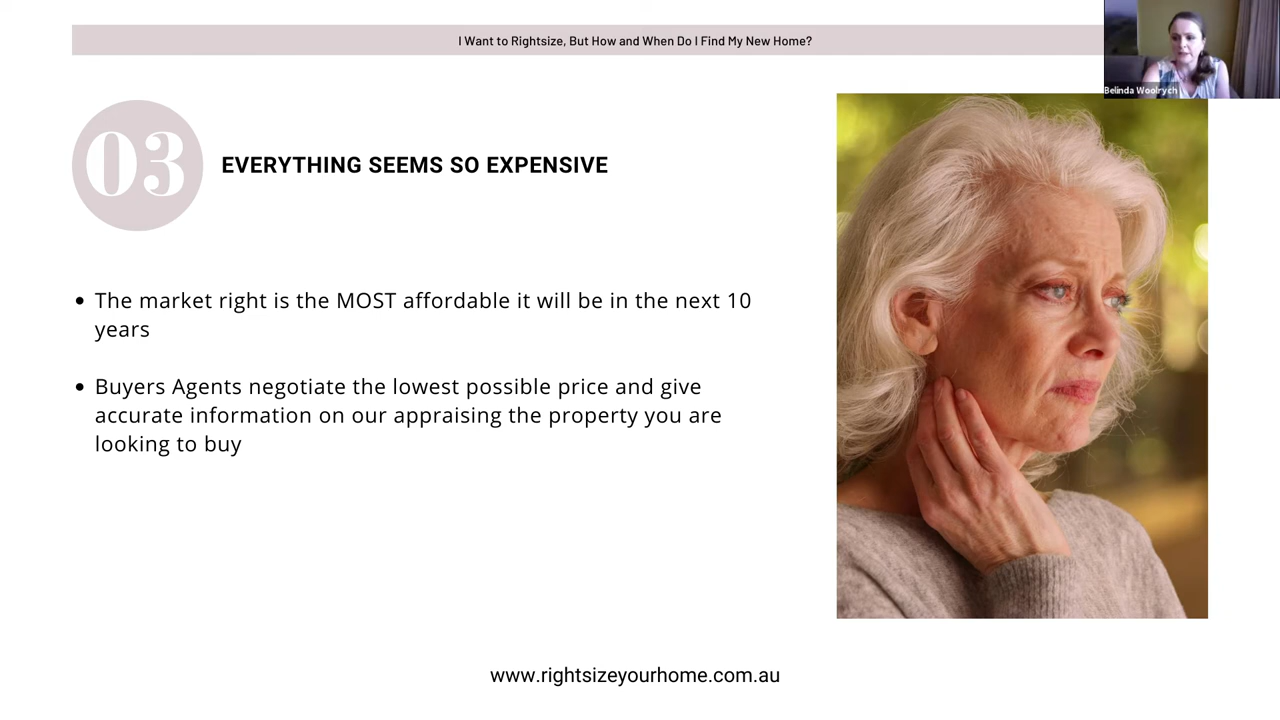 I Want to Rightsize, But How and When Do I Find My New Home?
Belinda Woolrych
03
EVERYTHING SEEMS SO EXPENSIVE
• The market right is the MOST affordable it will be in the next 10
years
• Buyers Agents negotiate the lowest possible price and give
accurate information on our appraising the property you are
looking to buy
www.rightsizeyourhome.com.au